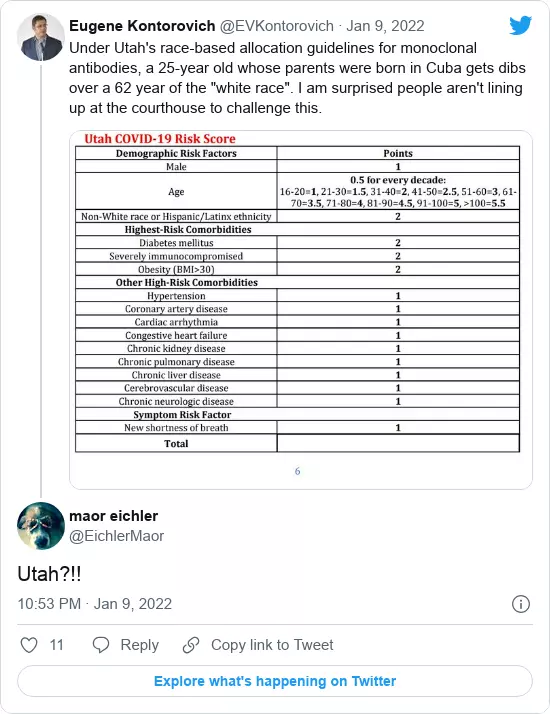 Eugene Kontorovich @EVKontorovich · Jan 9, 2022
Under Utah's race-based allocation guidelines for monoclonal
antibodies, a 25-year old whose parents were born in Cuba gets dibs
over a 62 year of the "white race". I am surprised people aren't lining
up at the courthouse to challenge this.
Utah COVID-19 Risk Score
Demographic Risk Factors Points
Male 1
Age 0.5 for every decade:
16-20=1, 21-30=1.5, 31-40=2, 41-50=2.5, 51-60=3, 61-
70=3.5, 71-80=4, 81-90=4.5, 91-100=5, >100=5.5
Non-White race or Hispanic/Latinx ethnicity 2
Highest-Risk Comorbidities
Diabetes mellitus 2
Severely immunocompromised 2
Obesity (BMI>30) 2
Other High-Risk Comorbidities
Hypertension 1
Coronary artery disease 1
Cardiac arrhythmia 1
Congestive heart failure 1
Chronic kidney disease 1
Chronic pulmonary disease 1
Chronic liver disease 1
Cerebrovascular disease 1
Chronic neurologic disease 1
Symptom Risk Factor
New shortness of breath 1
Total
6
maor eichler
@EichlerMaor
Utah?!!
10:53 PM · Jan 9, 2022
11 Reply Copy link to Tweet
Explore what's happening on Twitter